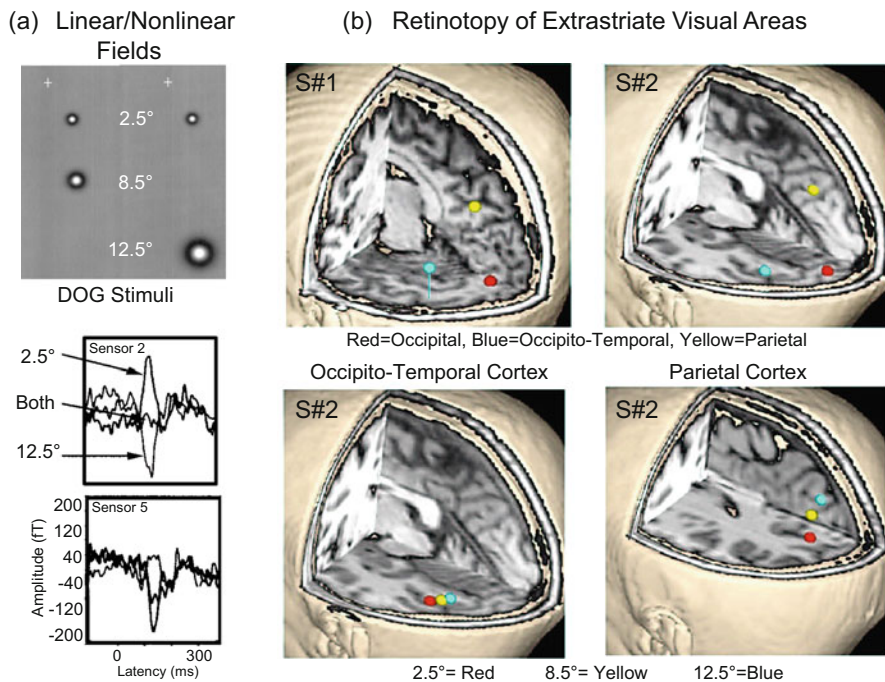 (a) Linear/Nonlinear
Fields
2.5°
8.5°
12.5°
DOG Stimuli
Sensor 2
2.5°
Both
12.5°
Sensor 5
200
120
40
-40
-120
-200
Amplitude (fT)
0 300
Latency (ms)
(b) Retinotopy of Extrastriate Visual Areas
S#1
S#2
Red=Occipital, Blue=Occipito-Temporal, Yellow=Parietal
Occipito-Temporal Cortex
Parietal Cortex
S#2
S#2
2.5°= Red 8.5°= Yellow 12.5°=Blue